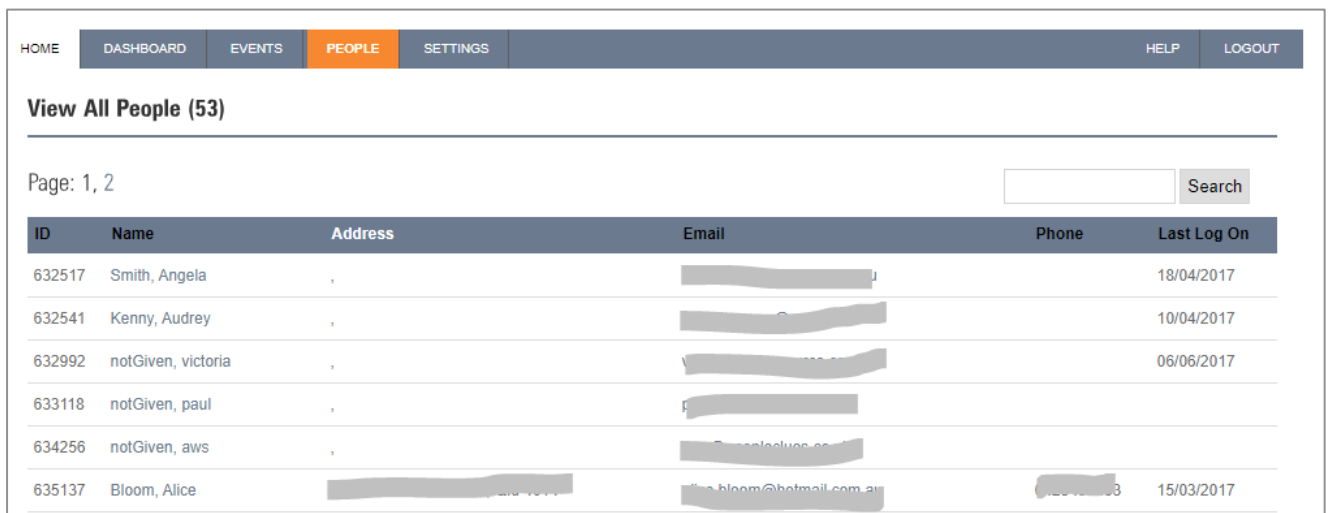 HOME DASHBOARD EVENTS PEOPLE SETTINGS HELP LOGOUT
View All People (53)
Page: 1, 2 Search
ID Name Address Email Phone Last Log On
632517 Smith, Angela , 18/04/2017
632541 Kenny, Audrey , 10/04/2017
632992 notGiven, victoria , 06/06/2017
633118 notGiven, paul ,
634256 notGiven, aws ,
635137 Bloom, Alice 15/03/2017